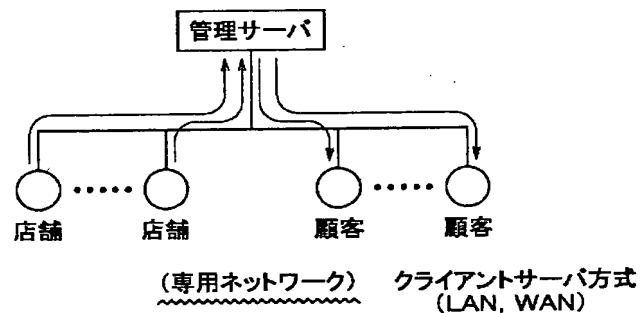 管理サーバ
店舗 店舗 顧客 顧客
(専用ネットワーク) クライアントサーバ方式
(LAN, WAN)